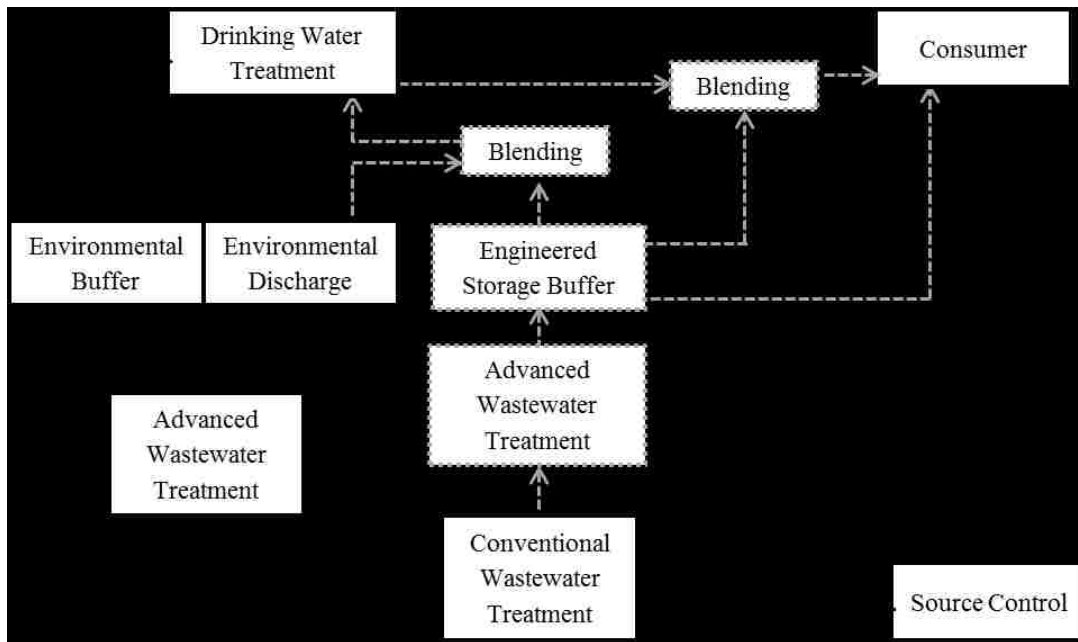 Drinking Water
Treatment
Consumer
Blending
Blending
Environmental
Buffer
Environmental
Discharge
Engineered
Storage Buffer
Advanced
Wastewater
Treatment
Advanced
Wastewater
Treatment
Conventional
Wastewater
Treatment
Source Control